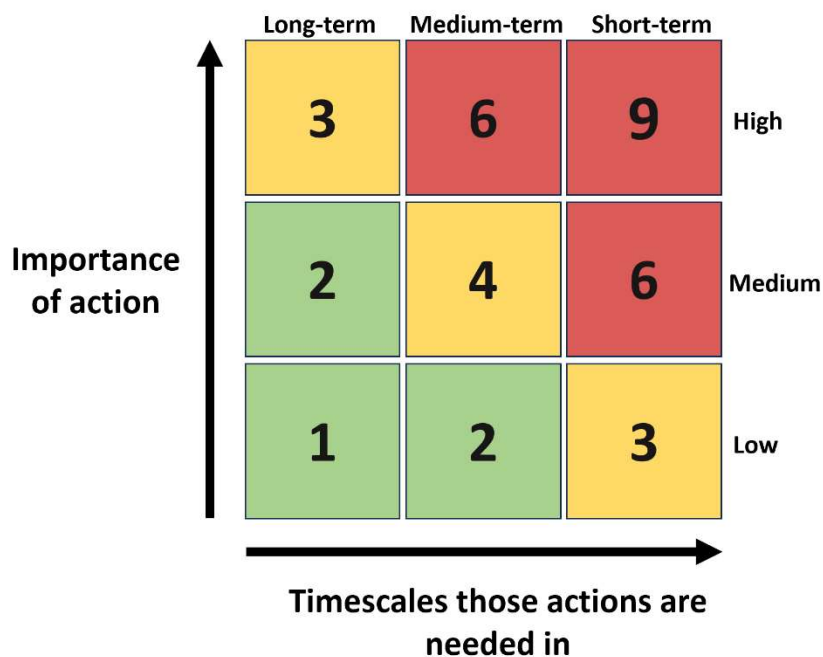 Long-term Medium-term Short-term
3 6 9 High
Importance
of action
2 4 6 Medium
1 2 3 Low
Timescales those actions are
needed in